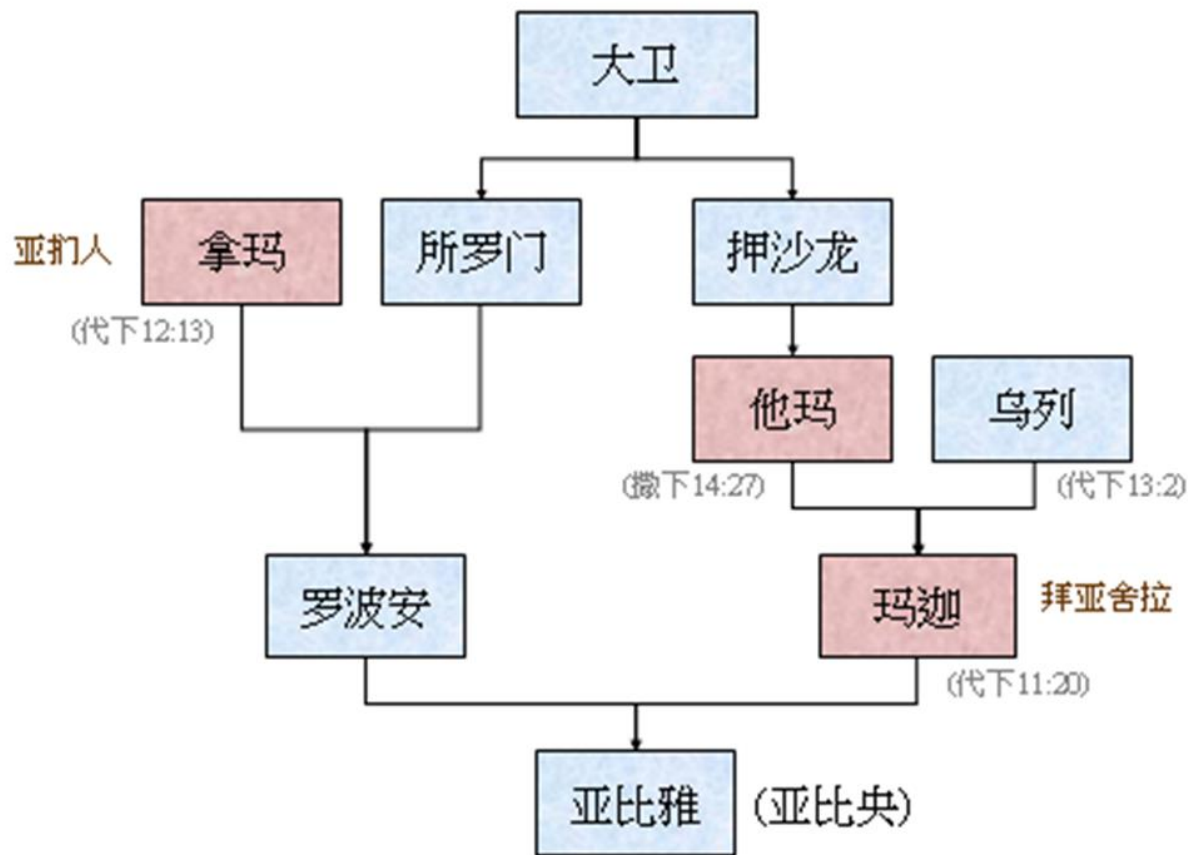 大卫
亚扪人
拿玛
所罗门
押沙龙
(代下12:13)
他玛
乌列
(撒下14:27)
(代下13:2)
罗波安
玛迦
拜亚舍拉
(代下11:20)
亚比雅
(亚比央)